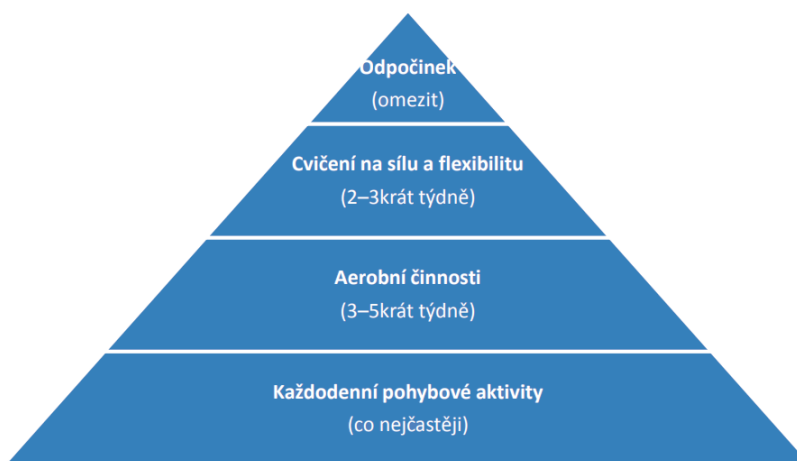 Odpočinek
(omezit)
Cvičení na sílu a flexibilitu
(2–3krát týdně)
Aerobní činnosti
(3–5krát týdně)
Každodenní pohybové aktivity
(co nejčastěji)